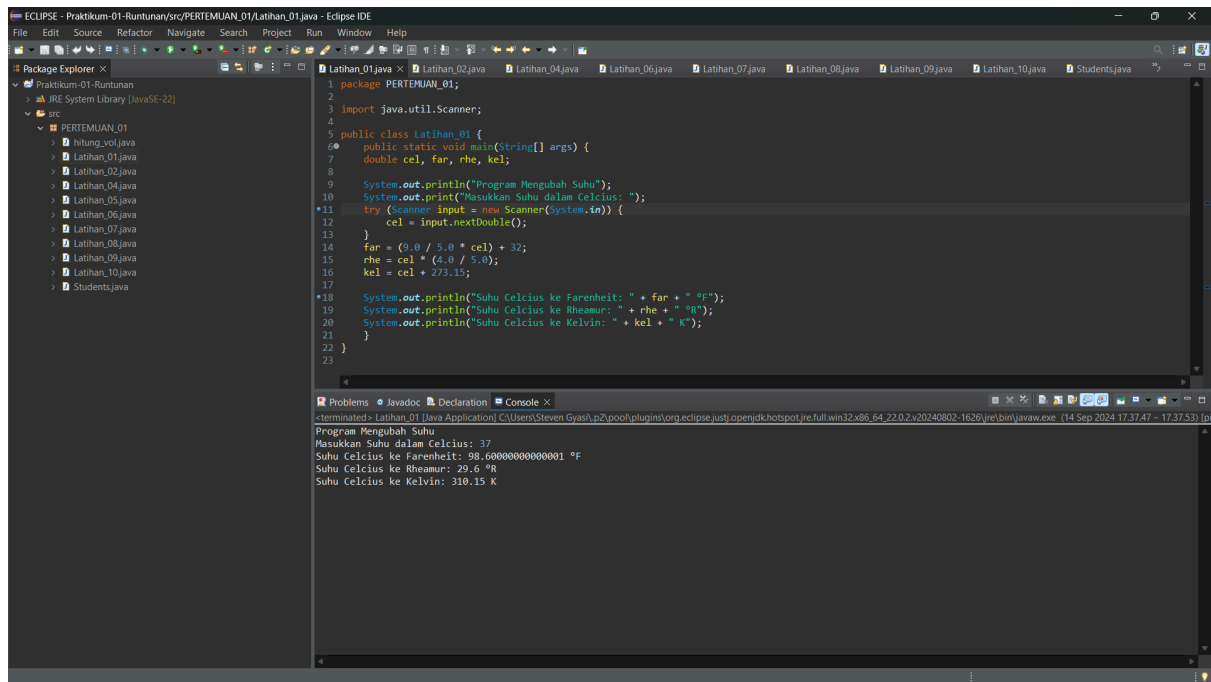 ECLIPSE - Praktikum-01-Runtunan/src/PERTEMUAN_01/Latihan_01.java - Eclipse IDE
File Edit Source Refactor Navigate Search Project Run Window Help
Package Explorer
Praktikum-01-Runtunan
JRE System Library [JavaSE-22]
src
PERTEMUAN_01
hitung_vol.java
Latihan_01.java
Latihan_02.java
Latihan_04.java
Latihan_05.java
Latihan_06.java
Latihan_07.java
Latihan_08.java
Latihan_09.java
Latihan_10.java
Students.java
Latihan_01.java Latihan_02.java Latihan_04.java Latihan_06.java Latihan_07.java Latihan_08.java Latihan_09.java Latihan_10.java Students.java
1 package PERTEMUAN_01;
2
3 import java.util.Scanner;
4
5 public class Latihan_01 {
6 public static void main(String[] args) {
7 double cel, far, rhe, kel;
8
9 System.out.println("Program Mengubah Suhu");
10 System.out.print("Masukkan Suhu dalam Celcius: ");
11 try (Scanner input = new Scanner(System.in)) {
12 cel = input.nextDouble();
13 }
14 far = (9.0 / 5.0 * cel) + 32;
15 rhe = cel * (4.0 / 5.0);
16 kel = cel + 273.15;
17
18 System.out.println("Suhu Celcius ke Farenheit: " + far + " °F");
19 System.out.println("Suhu Celcius ke Rheamur: " + rhe + " °R");
20 System.out.println("Suhu Celcius ke Kelvin: " + kel + " K");
21 }
22 }
23
Problems Javadoc Declaration Console
<terminated> Latihan_01 [Java Application] C:\Users\Steven Gyasi\.p2\pool\plugins\org.eclipse.justj.openjdk.hotspot.jre.full.win32.x86_64_22.0.2.v20240802-1626\jre\bin\javaw.exe (14 Sep 2024 17.37.47 – 17.37.53) [p
Program Mengubah Suhu
Masukkan Suhu dalam Celcius: 37
Suhu Celcius ke Farenheit: 98.60000000000001 °F
Suhu Celcius ke Rheamur: 29.6 °R
Suhu Celcius ke Kelvin: 310.15 K